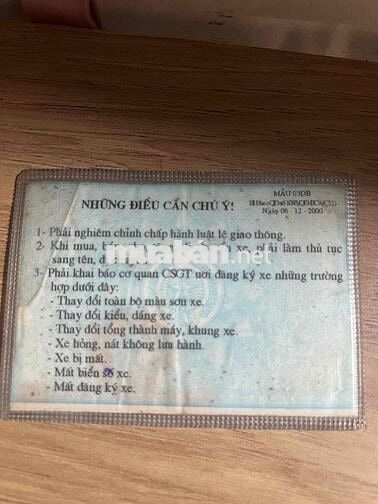 MẪU 03DB
NHỮNG ĐIỀU CẦN CHÚ Ý!
Ngày 06 - 12 - 2000
1- Phải nghiêm chỉnh chấp hành luật lệ giao thông.
2- Khi mua, xe, phải làm thủ tục
sang tên,
muaban.net
3- Phải khai báo cơ quan CSGT nơi đăng ký xe những trường
hợp dưới đây:
- Thay đổi toàn bộ màu sơn xe.
- Thay đổi kiểu, dáng xe.
- Thay đổi tổng thành máy, khung xe.
- Xe hỏng, nát không lưu hành.
- Xe bị mất.
- Mất biển số xe.
- Mất đăng ký xe.